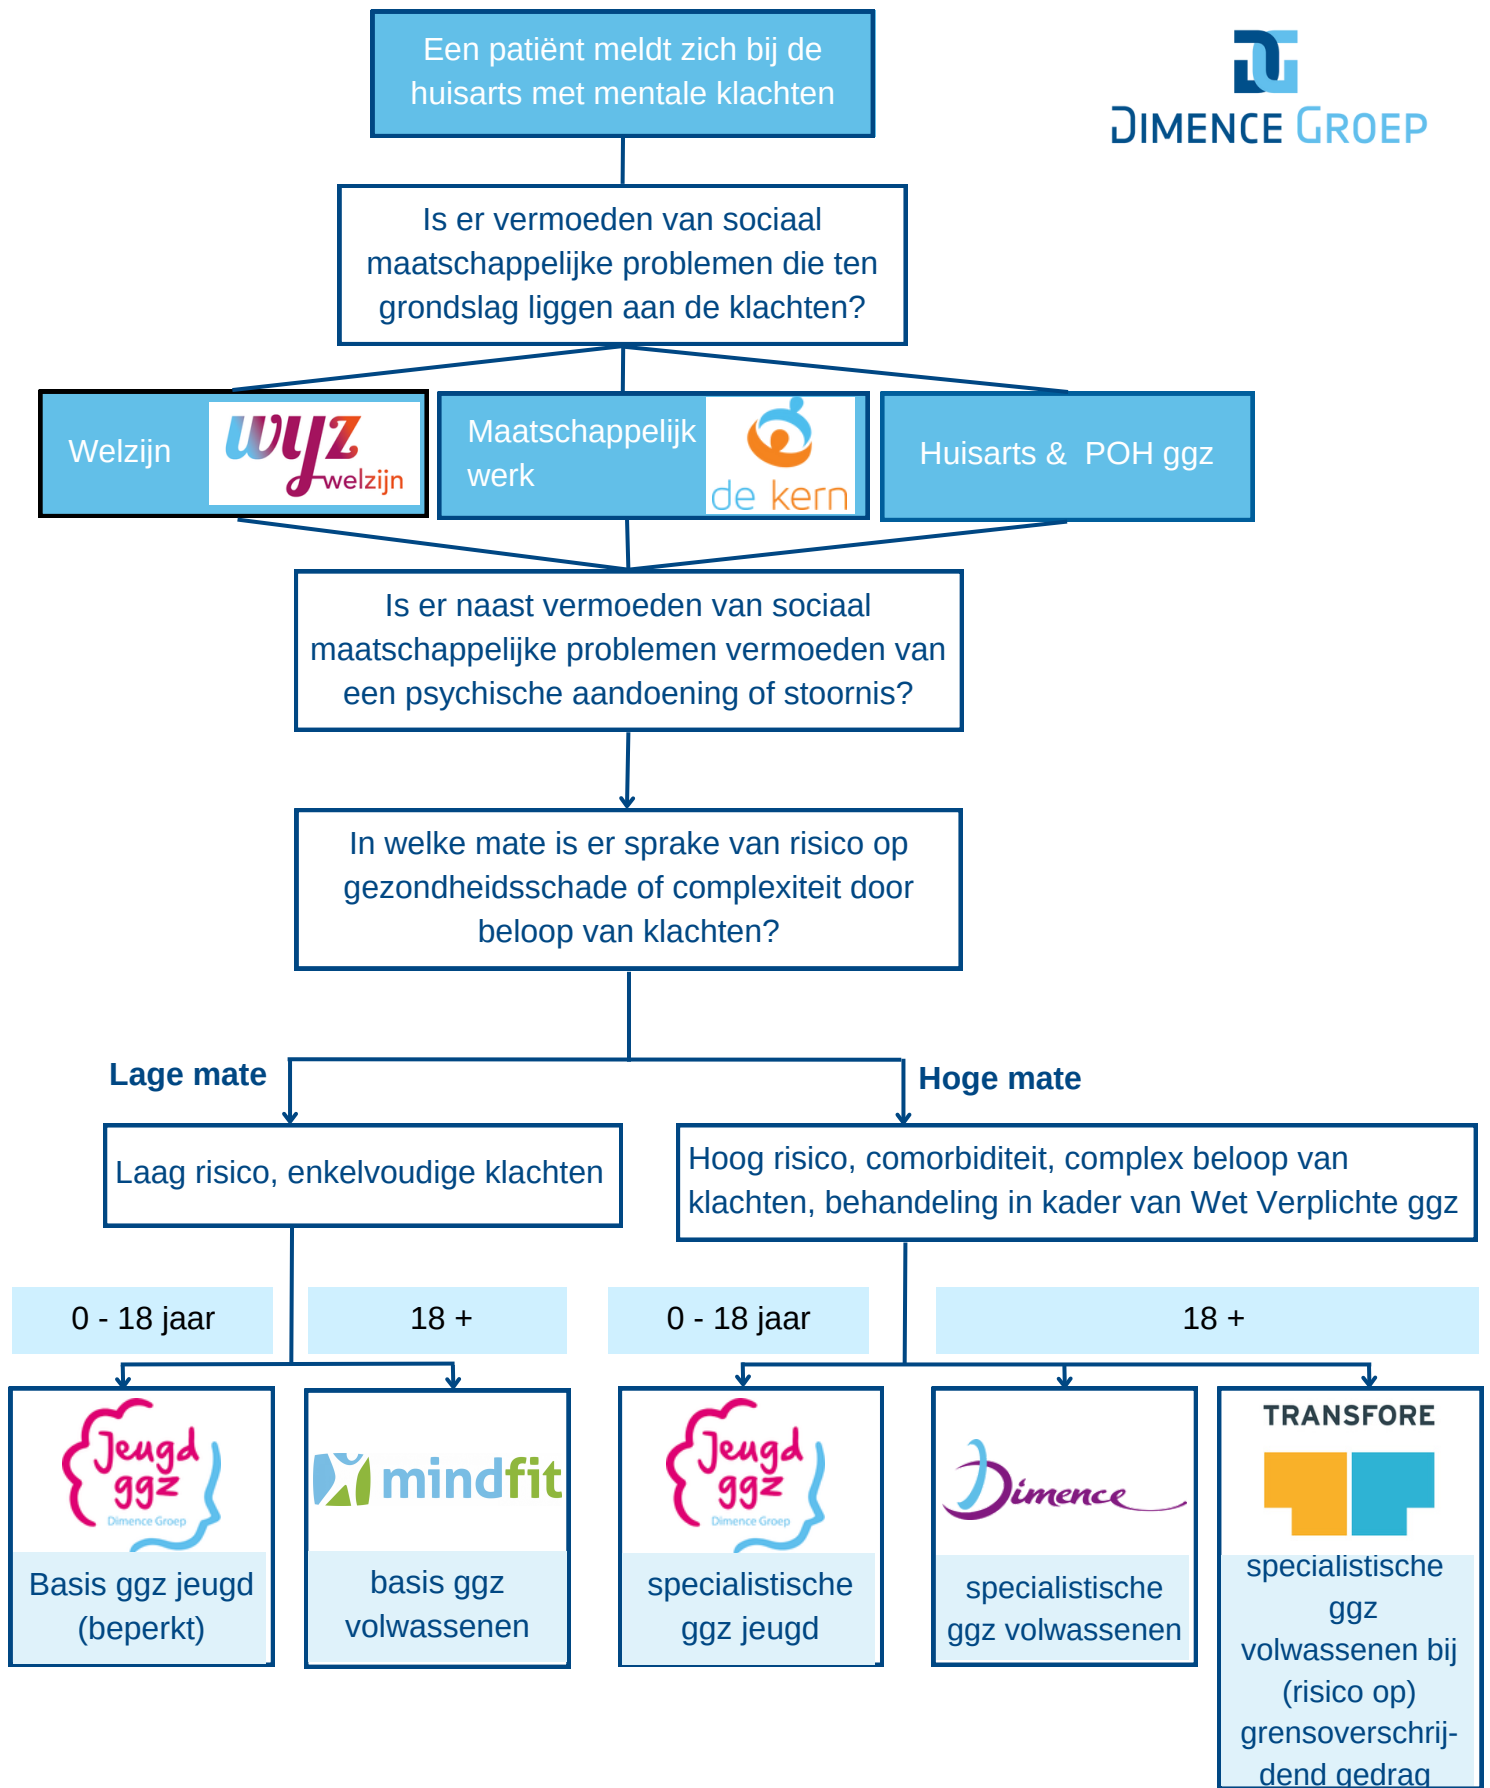 Een patiënt meldt zich bij de
huisarts met mentale klachten
DIMENCE GROEP
Is er vermoeden van sociaal
maatschappelijke problemen die ten
grondslag liggen aan de klachten?
Welzijn
wyz
welzijn
Maatschappelijk
werk
de kern
Huisarts & POH ggz
Is er naast vermoeden van sociaal
maatschappelijke problemen vermoeden van
een psychische aandoening of stoornis?
In welke mate is er sprake van risico op
gezondheidsschade of complexiteit door
beloop van klachten?
Lage mate
Hoge mate
Laag risico, enkelvoudige klachten
Hoog risico, comorbiditeit, complex beloop van
klachten, behandeling in kader van Wet Verplichte ggz
0 - 18 jaar
18 +
0 - 18 jaar
18 +
Jeugd
ggz
Dimence Groep
Basis ggz jeugd
(beperkt)
mindfit
basis ggz
volwassenen
Jeugd
ggz
Dimence Groep
specialistische
ggz jeugd
Dimence
specialistische
ggz volwassenen
TRANSFORE
specialistische
ggz
volwassenen bij
(risico op)
grensoverschrij-
dend gedrag